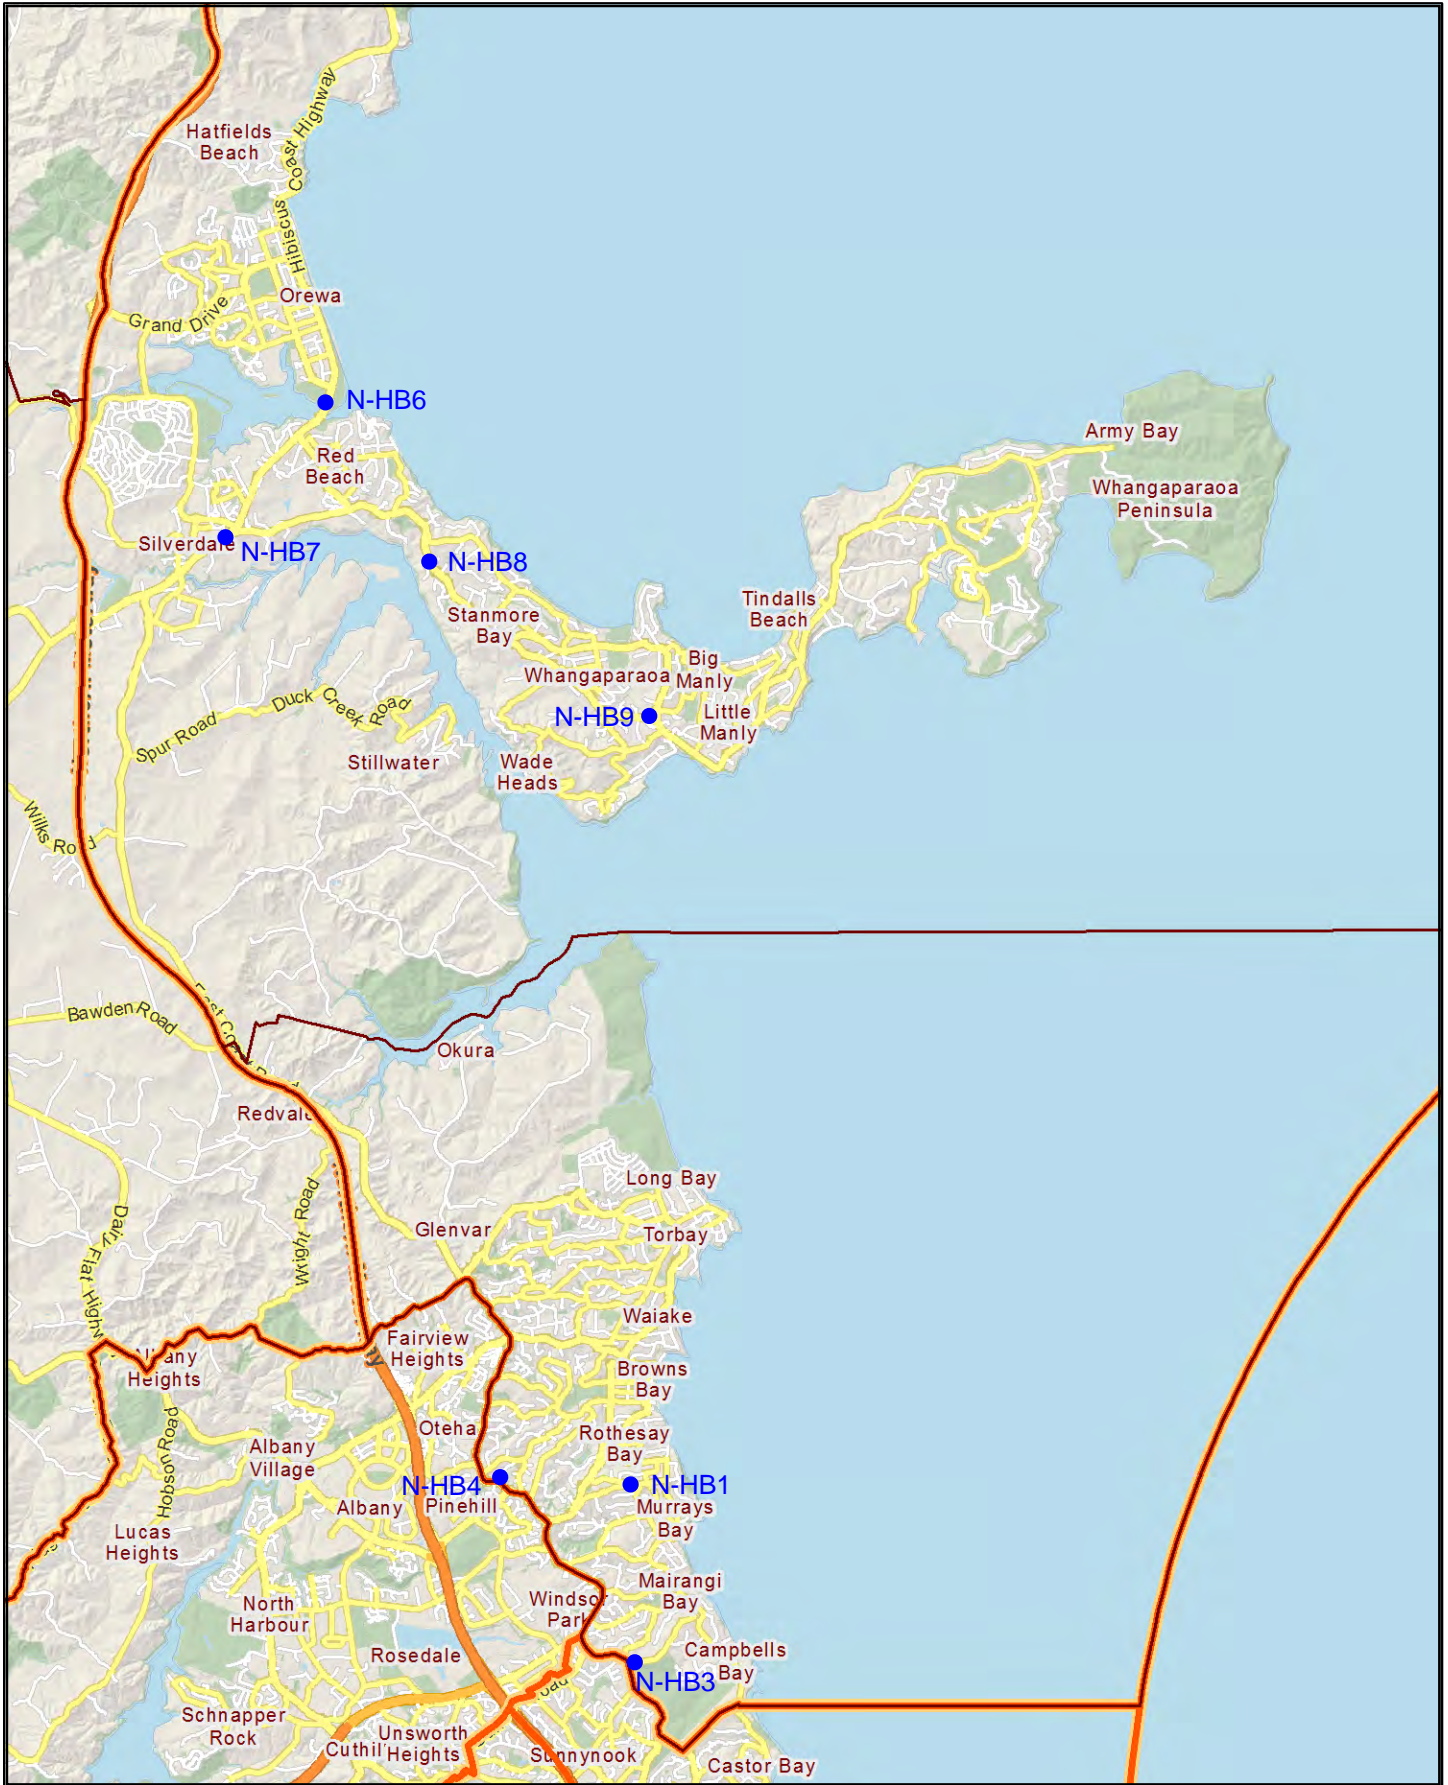 Hatfields
Beach
Hibiscus Coast Highway
Orewa
Grand Drive
N-HB6
Army Bay
Red
Beach
Whangaparaoa
Peninsula
Silverdale
N-HB7
N-HB8
Tindalls
Beach
Stanmore
Bay
Big
Manly
Whangaparaoa
Duck Creek Road
N-HB9
Little
Manly
Spur Road
Stillwater
Wade
Heads
Wilks Road
Bawden Road
Okura
Redvale
Long Bay
Wright Road
Dairy Flat Highw
Glenvar
Torbay
Waiake
Fairview
Heights
Albany
Heights
Browns
Bay
Oteha
Rothesay
Bay
Hobson Road
Albany
Village
N-HB4
N-HB1
Albany
Pinehill
Murrays
Bay
Lucas
Heights
Mairangi
Bay
North
Harbour
Windsor
Park
Rosedale
Campbells
Bay
N-HB3
Schnapper
Rock
Unsworth
Heights
Cuthil
Sunnynook
Castor Bay